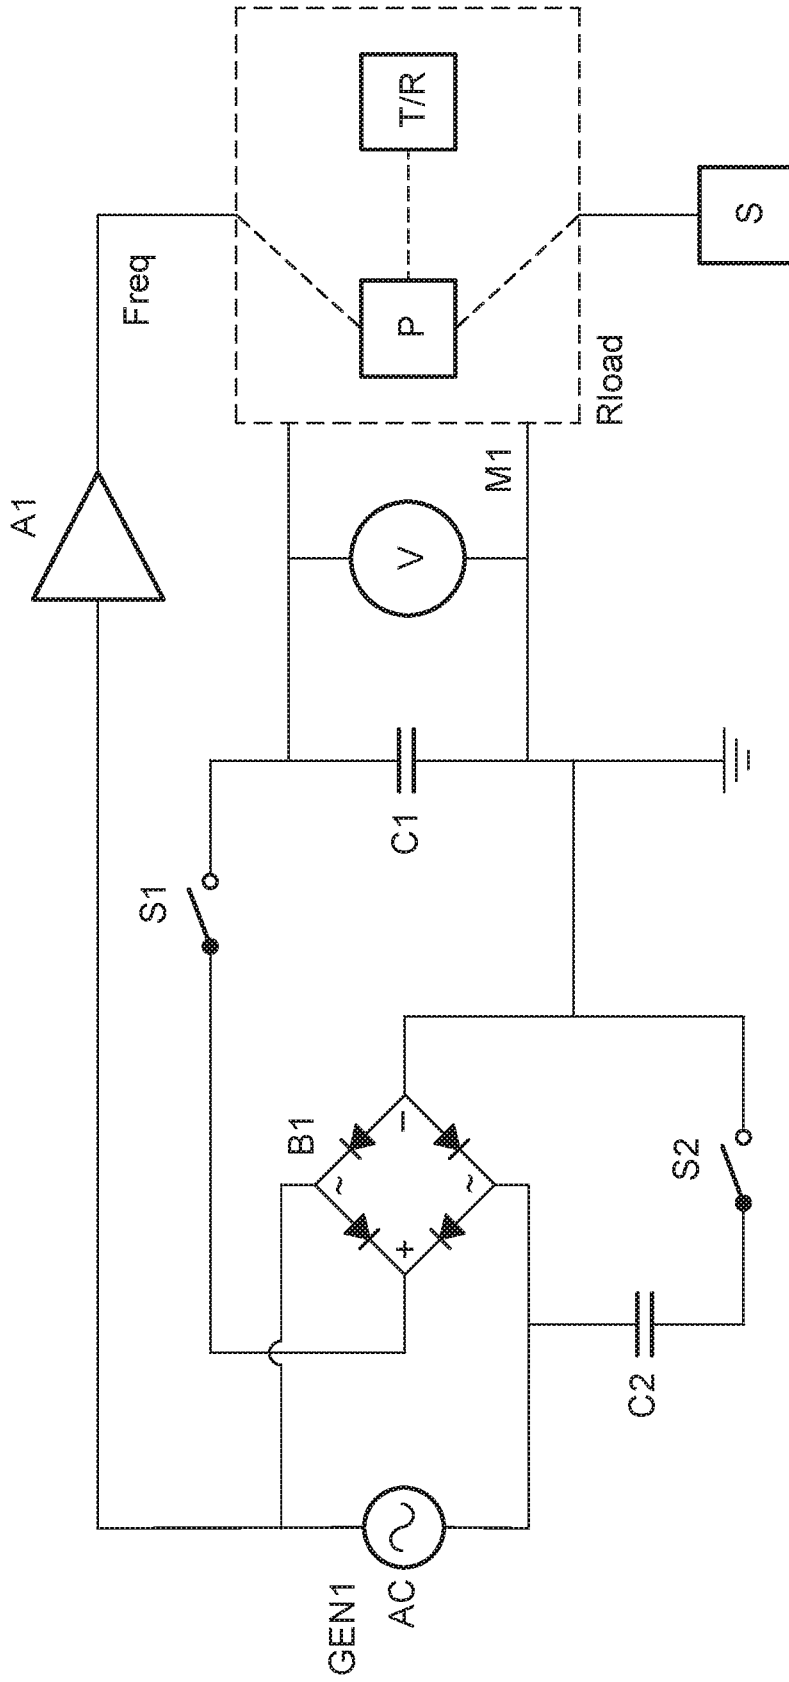 GEN1
AC
A1
Freq
S1
B1
~
+
−
~
C1
V
M1
Rload
P
T/R
S
C2
S2